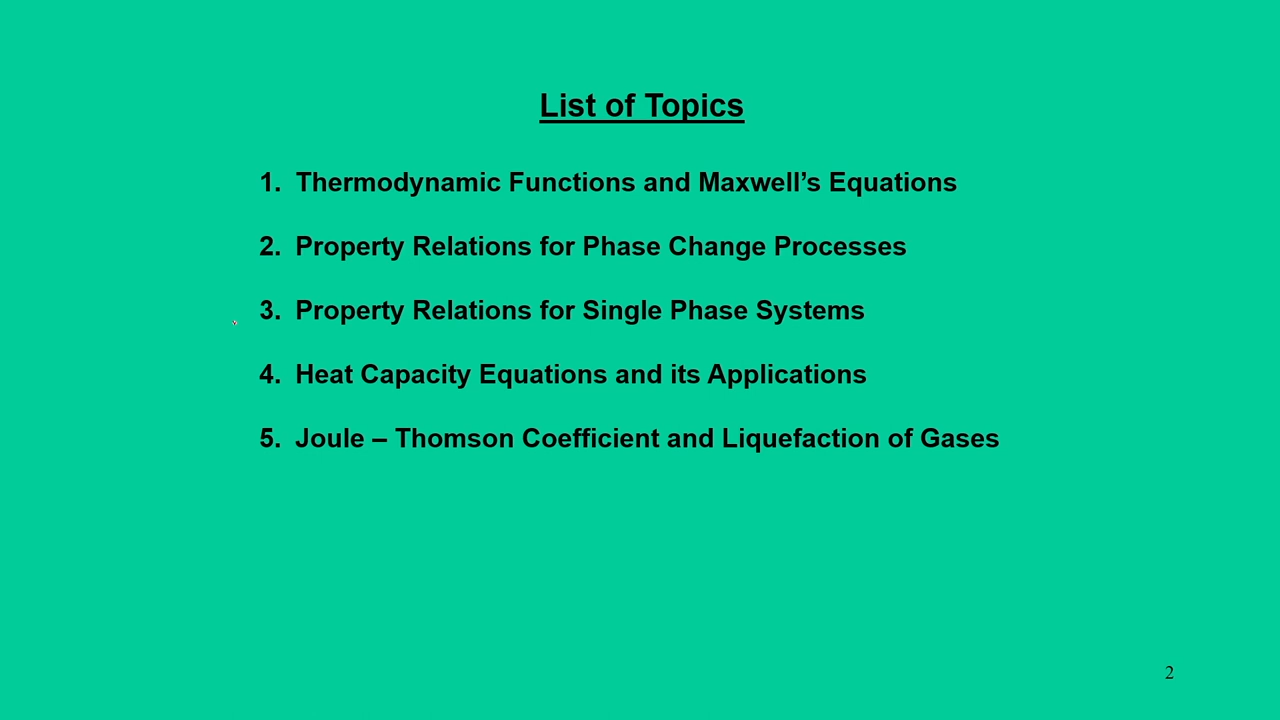 List of Topics
1. Thermodynamic Functions and Maxwell’s Equations
2. Property Relations for Phase Change Processes
3. Property Relations for Single Phase Systems
4. Heat Capacity Equations and its Applications
5. Joule – Thomson Coefficient and Liquefaction of Gases
2